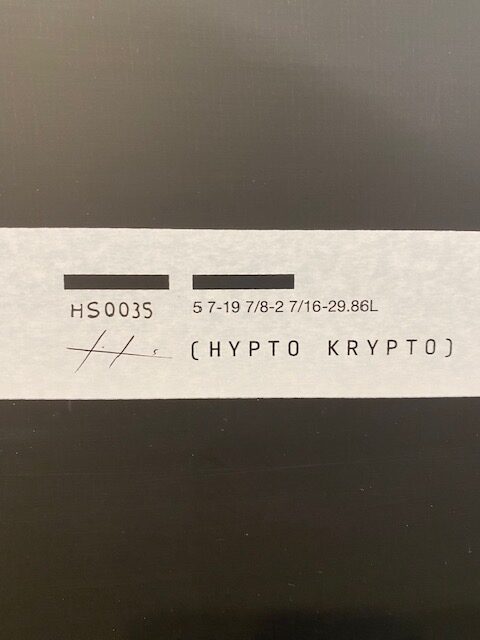 HS0035
5 7-19 7/8-2 7/16-29.86L
(HYPTO KRYPTO)